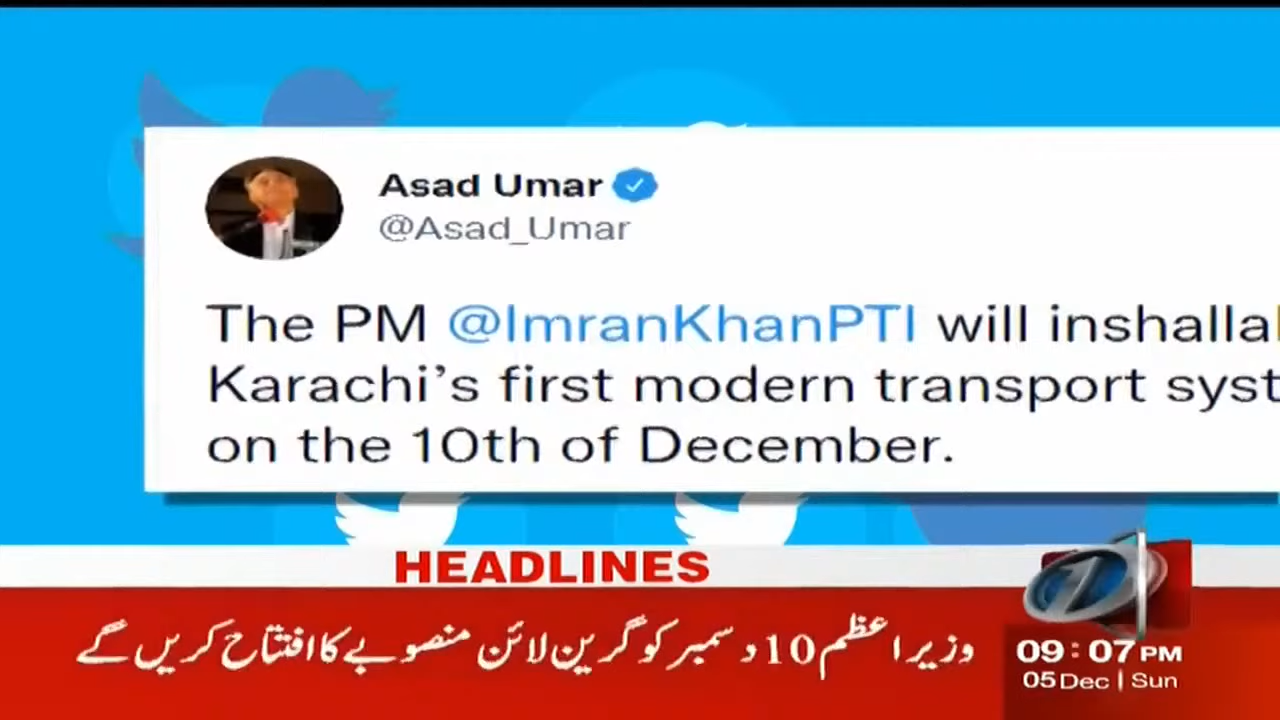 Asad Umar
@Asad_Umar
The PM @ImranKhanPTI will inshalla
Karachi's first modern transport syst
on the 10th of December.
HEADLINES
وزیراعظم 10 دسمبر کو گرین لائن منصوبے کا افتتاح کریں گے
09:07 PM
05 Dec | Sun